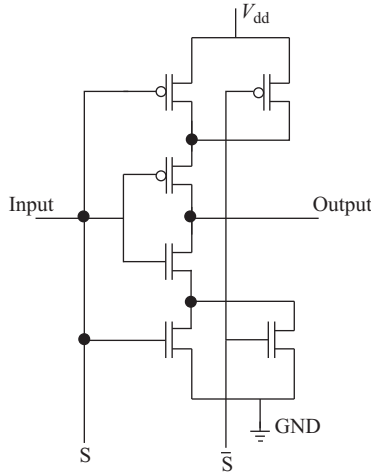 V_dd
Input
Output
GND
S
S̄